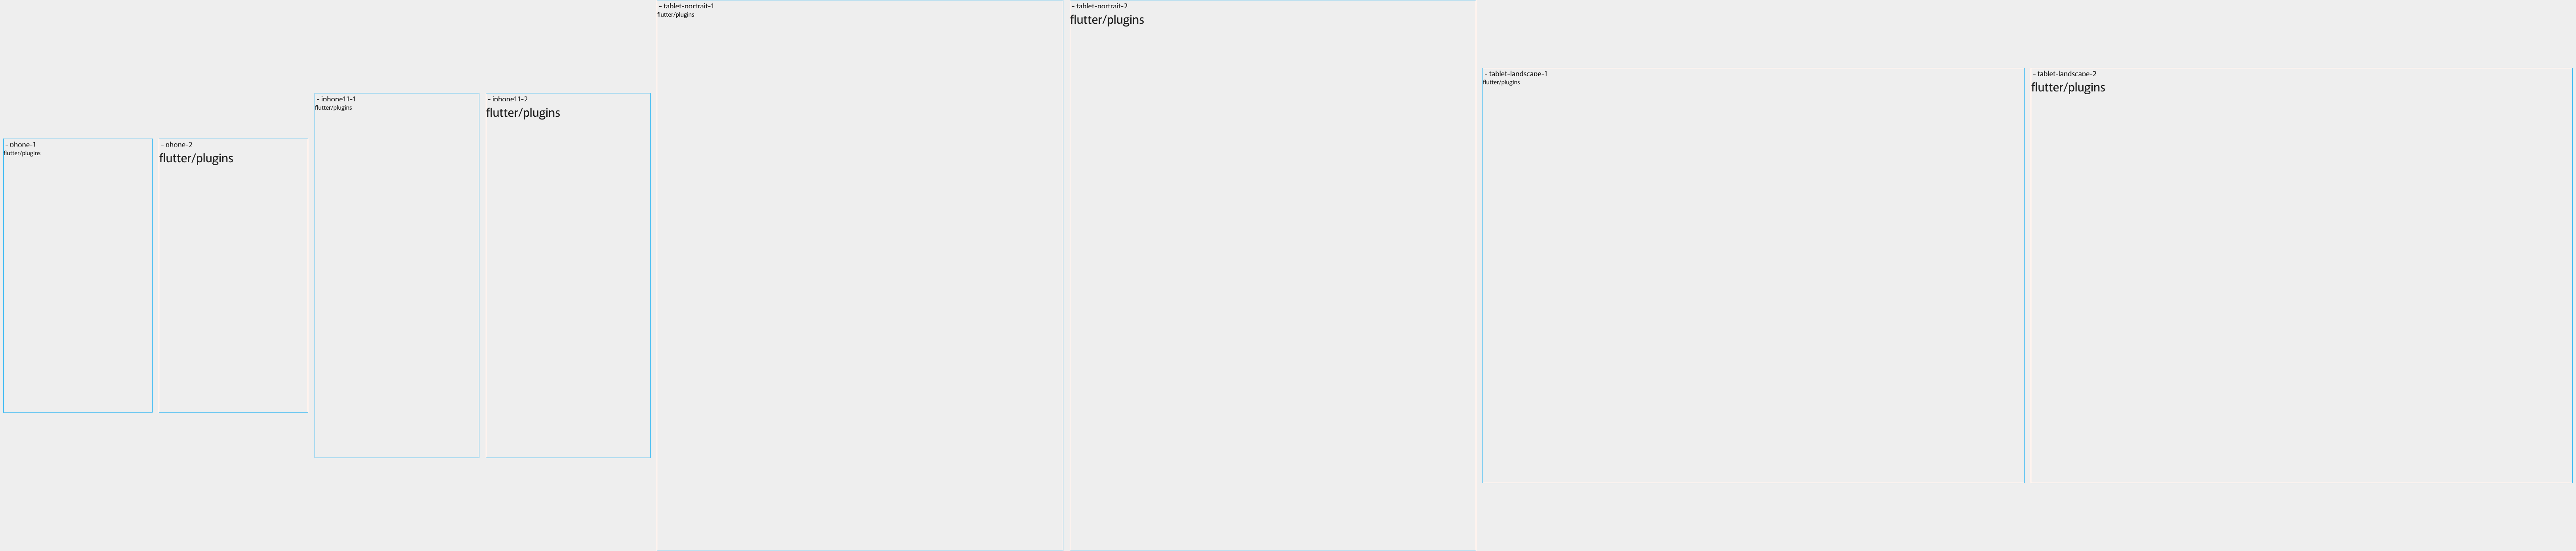 - phone-1
flutter/plugins
- phone-2
flutter/plugins
- iphone11-1
flutter/plugins
- iphone11-2
flutter/plugins
- tablet-portrait-1
flutter/plugins
- tablet-portrait-2
flutter/plugins
- tablet-landscape-1
flutter/plugins
- tablet-landscape-2
flutter/plugins